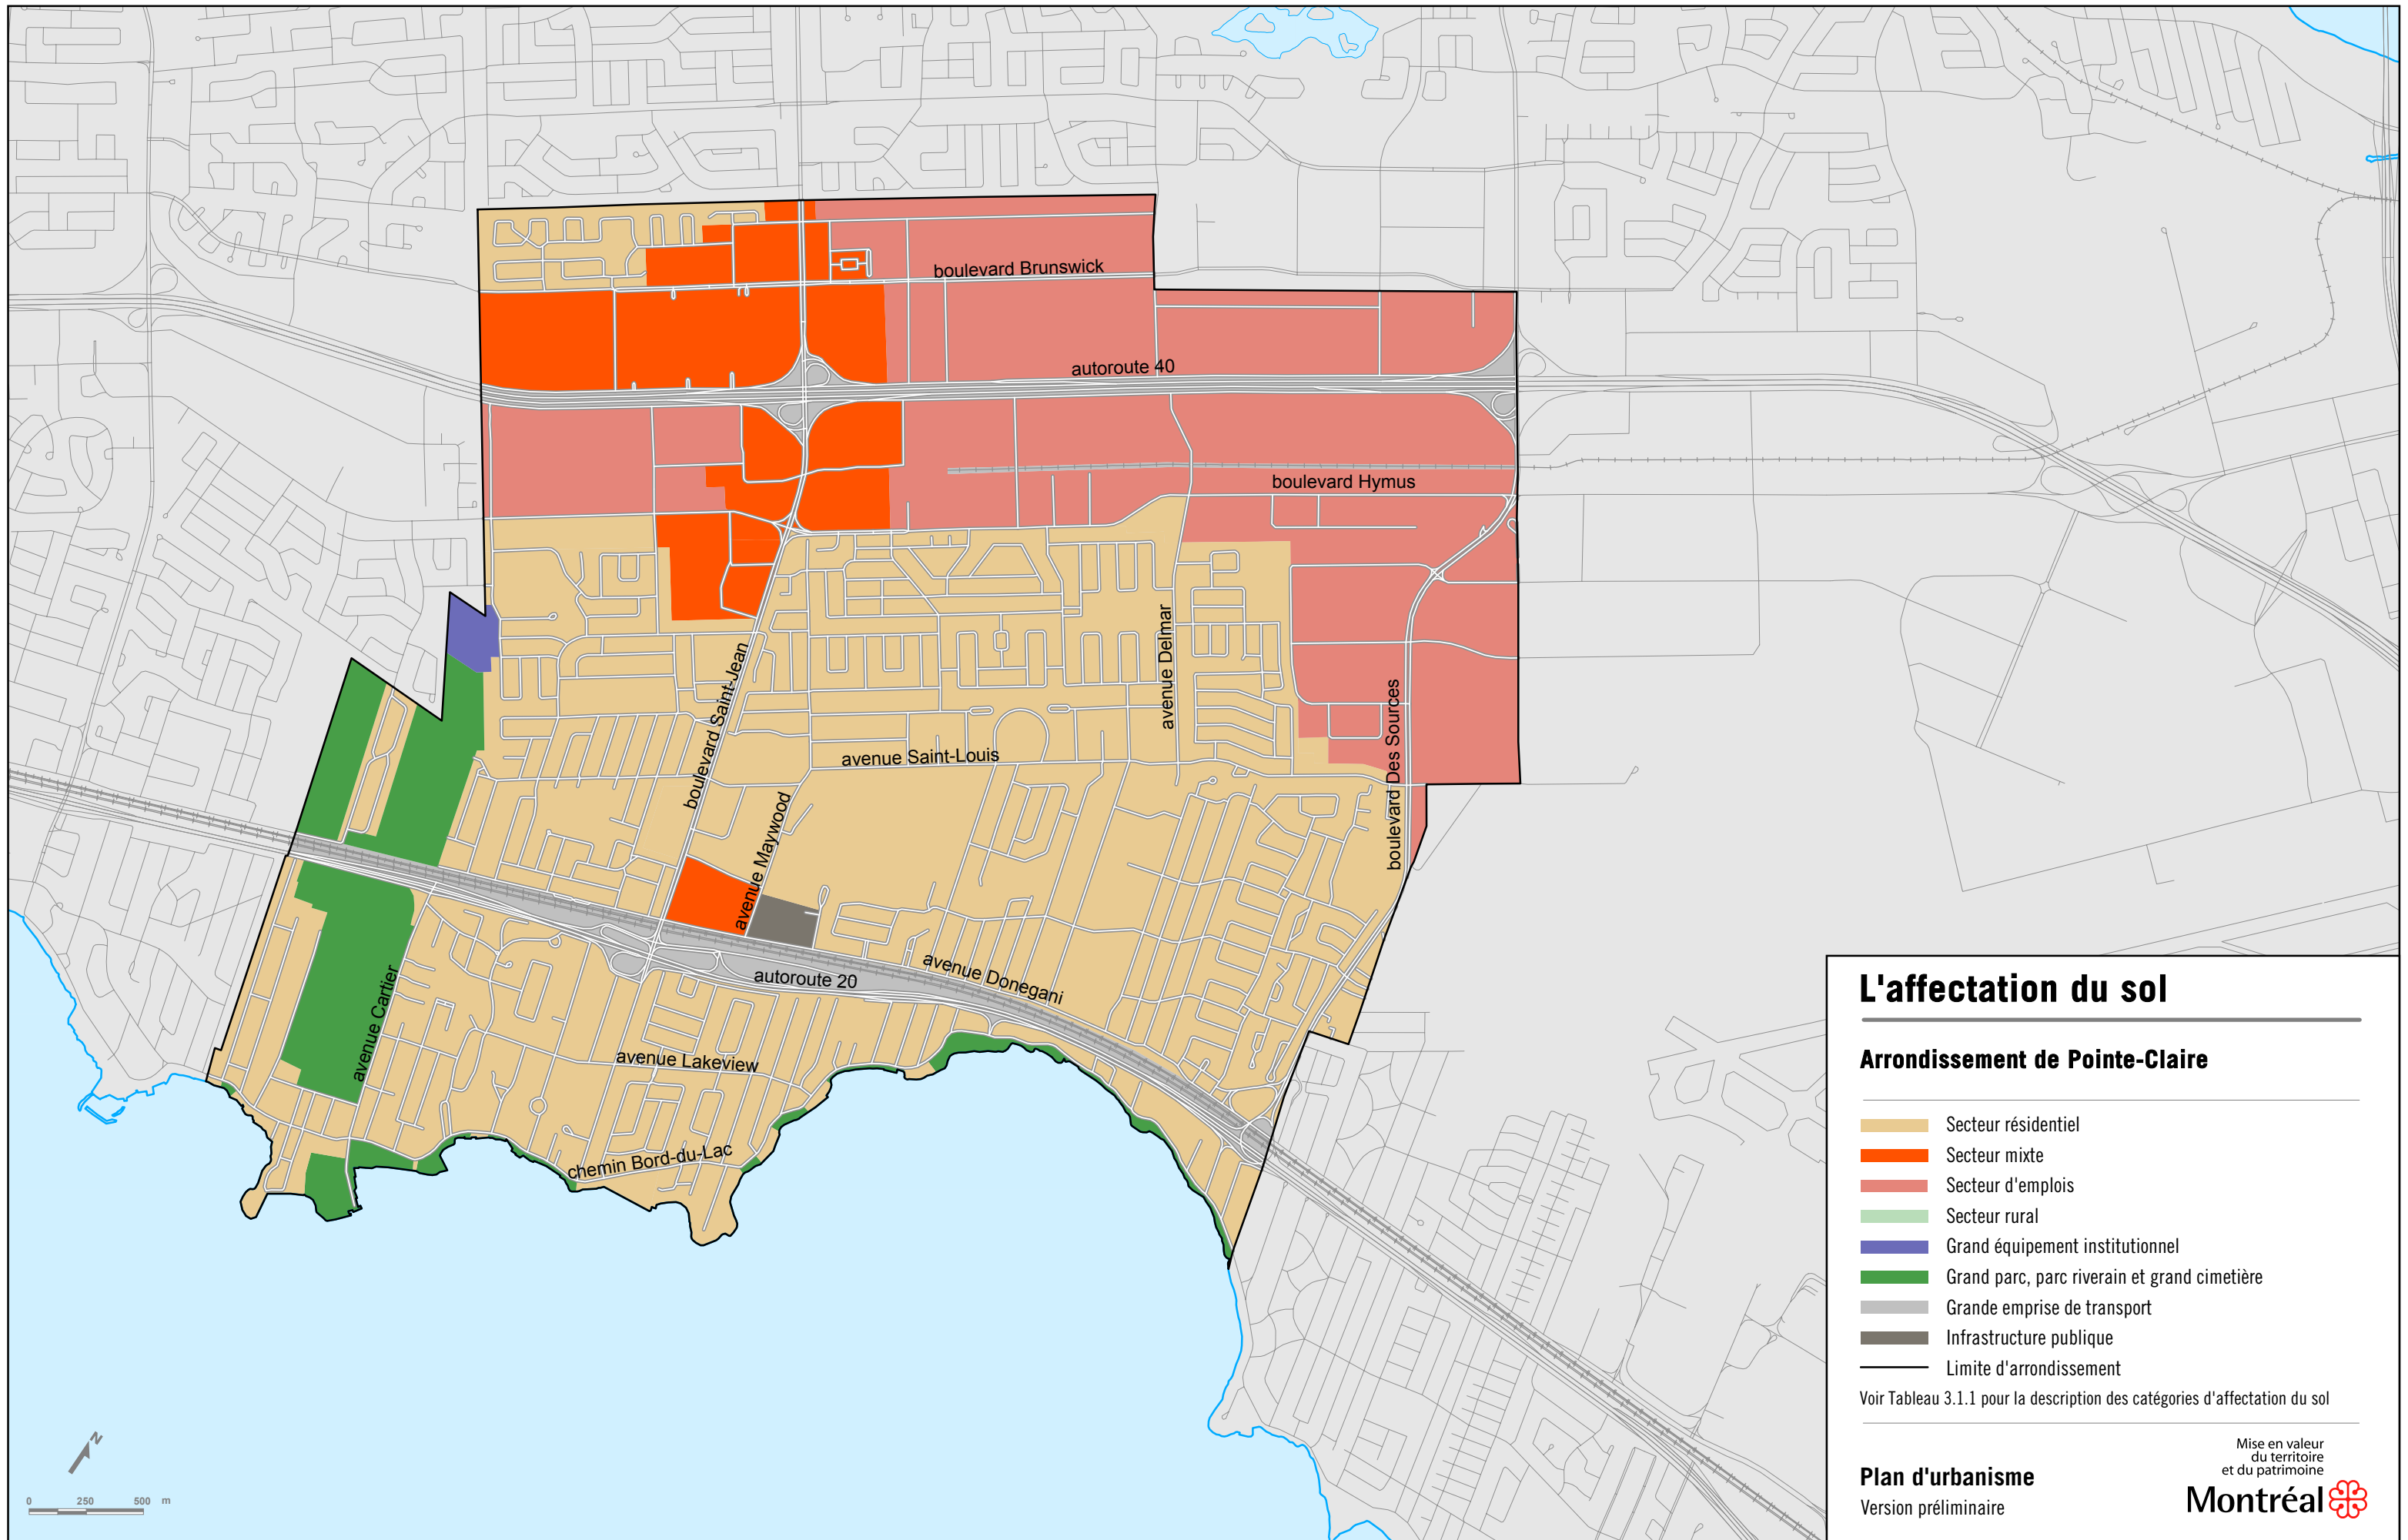 boulevard Brunswick
autoroute 40
boulevard Hymus
avenue Delmar
boulevard Saint-Jean
boulevard Des Sources
avenue Saint-Louis
avenue Maywood
avenue Donegani
autoroute 20
avenue Cartier
avenue Lakeview
chemin Bord-du-Lac
L'affectation du sol
Arrondissement de Pointe-Claire
Secteur résidentiel
Secteur mixte
Secteur d'emplois
Secteur rural
Grand équipement institutionnel
Grand parc, parc riverain et grand cimetière
Grande emprise de transport
Infrastructure publique
Limite d'arrondissement
Voir Tableau 3.1.1 pour la description des catégories d'affectation du sol
Mise en valeur
du territoire
et du patrimoine
Plan d'urbanisme
Version préliminaire
Montréal
N
0 250 500 m